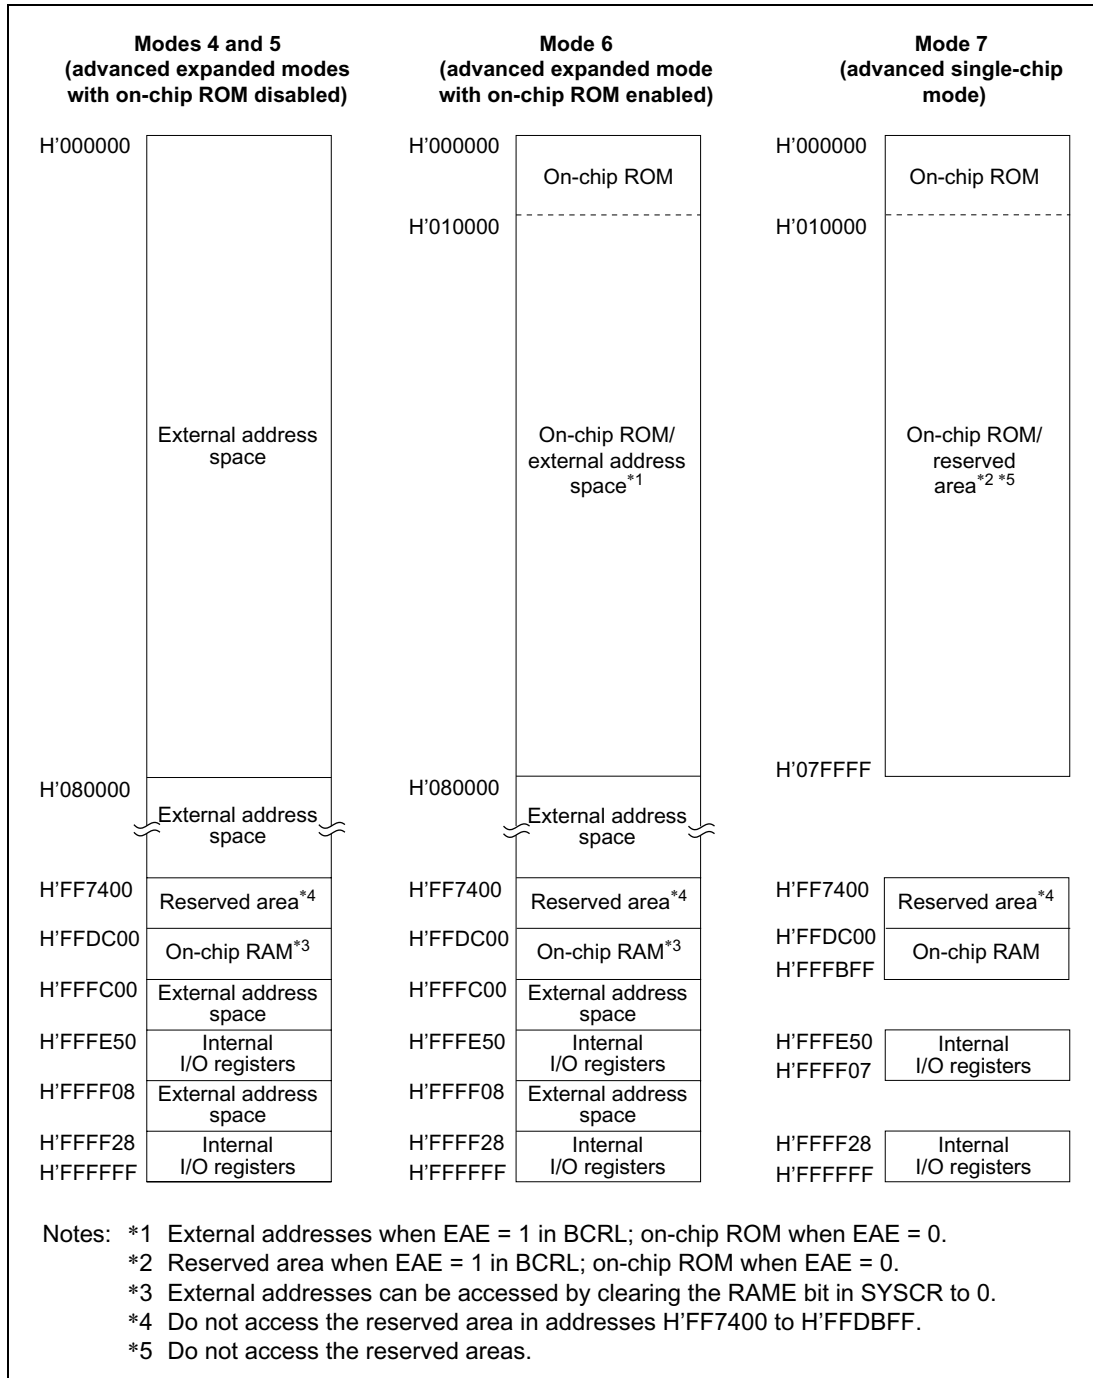 Modes 4 and 5
(advanced expanded modes
with on-chip ROM disabled)
H'000000
External address
space
H'080000
External address
space
H'FF7400
Reserved area*4
H'FFDC00
On-chip RAM*3
H'FFFC00
External address
space
H'FFFE50
Internal
I/O registers
H'FFFF08
External address
space
H'FFFF28
Internal
I/O registers
H'FFFFFF
Mode 6
(advanced expanded mode
with on-chip ROM enabled)
H'000000
On-chip ROM
H'010000
On-chip ROM/
external address
space*1
H'080000
External address
space
H'FF7400
Reserved area*4
H'FFDC00
On-chip RAM*3
H'FFFC00
External address
space
H'FFFE50
Internal
I/O registers
H'FFFF08
External address
space
H'FFFF28
Internal
I/O registers
H'FFFFFF
Mode 7
(advanced single-chip
mode)
H'000000
On-chip ROM
H'010000
On-chip ROM/
reserved
area*2 *5
H'07FFFF
H'FF7400
Reserved area*4
H'FFDC00
On-chip RAM
H'FFFBFF
H'FFFE50
Internal
I/O registers
H'FFFF07
H'FFFF28
Internal
I/O registers
H'FFFFFF
Notes: *1 External addresses when EAE = 1 in BCRL; on-chip ROM when EAE = 0.
*2 Reserved area when EAE = 1 in BCRL; on-chip ROM when EAE = 0.
*3 External addresses can be accessed by clearing the RAME bit in SYSCR to 0.
*4 Do not access the reserved area in addresses H'FF7400 to H'FFDBFF.
*5 Do not access the reserved areas.